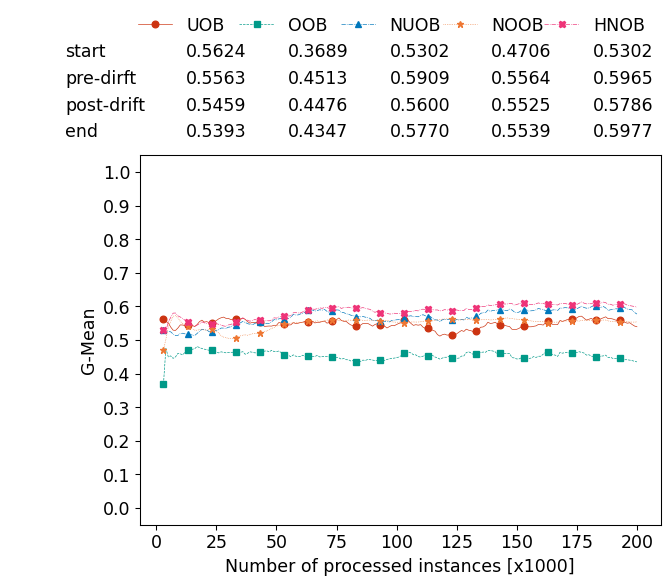 UOB OOB NUOB NOOB HNOB
start 0.5624 0.3689 0.5302 0.4706 0.5302
pre-dirft 0.5563 0.4513 0.5909 0.5564 0.5965
post-drift 0.5459 0.4476 0.5600 0.5525 0.5786
end 0.5393 0.4347 0.5770 0.5539 0.5977
1.0
0.9
0.8
0.7
0.6
0.5
0.4
0.3
0.2
0.1
0.0
G-Mean
0 25 50 75 100 125 150 175 200
Number of processed instances [x1000]